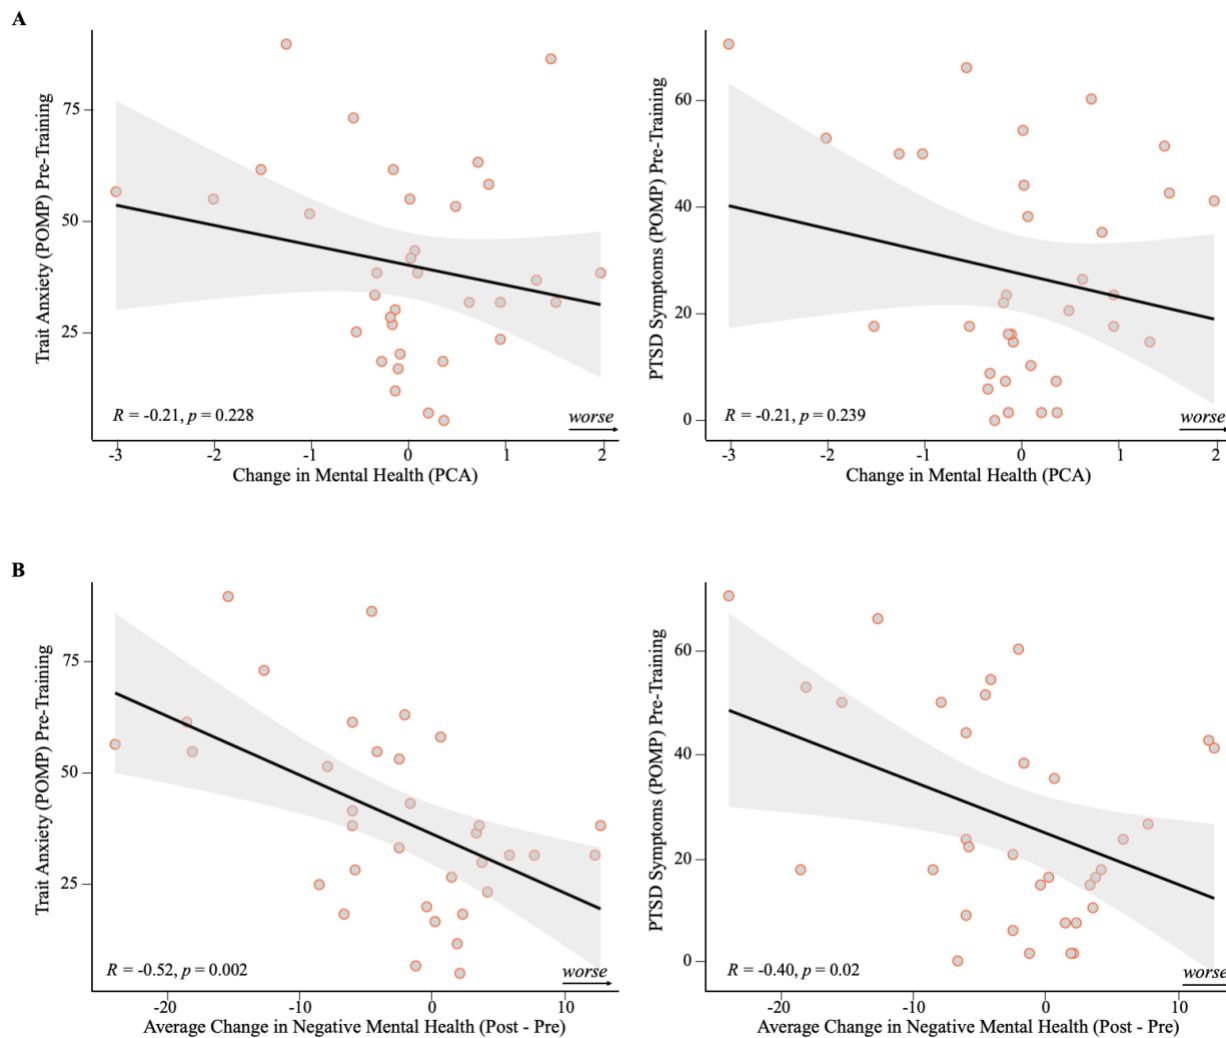 A
Trait Anxiety (POMP) Pre-Training
75
50
25
R = -0.21, p = 0.228
worse
-3 -2 -1 0 1 2
Change in Mental Health (PCA)
PTSD Symptoms (POMP) Pre-Training
60
40
20
0
R = -0.21, p = 0.239
worse
-3 -2 -1 0 1 2
Change in Mental Health (PCA)
B
Trait Anxiety (POMP) Pre-Training
75
50
25
R = -0.52, p = 0.002
worse
-20 -10 0 10
Average Change in Negative Mental Health (Post - Pre)
PTSD Symptoms (POMP) Pre-Training
60
40
20
0
R = -0.40, p = 0.02
worse
-20 -10 0 10
Average Change in Negative Mental Health (Post - Pre)